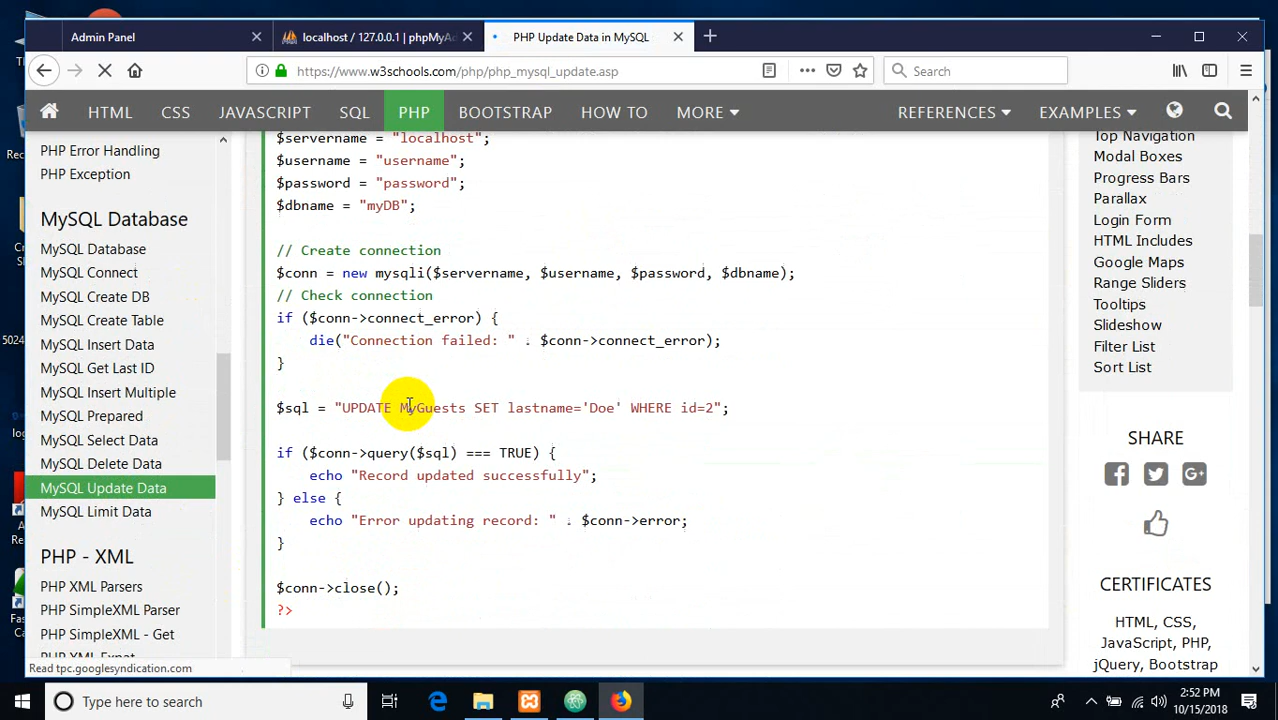 Admin Panel
localhost / 127.0.0.1 | phpMyAd
PHP Update Data in MySQL
https://www.w3schools.com/php/php_mysql_update.asp
Search
HTML CSS JAVASCRIPT SQL PHP BOOTSTRAP HOW TO MORE REFERENCES EXAMPLES
PHP Error Handling
PHP Exception
MySQL Database
MySQL Database
MySQL Connect
MySQL Create DB
MySQL Create Table
MySQL Insert Data
MySQL Get Last ID
MySQL Insert Multiple
MySQL Prepared
MySQL Select Data
MySQL Delete Data
MySQL Update Data
MySQL Limit Data
PHP - XML
PHP XML Parsers
PHP SimpleXML Parser
PHP SimpleXML - Get
PHP XML Expat
Read tpc.googlesyndication.com
$servername = "localhost";
$username = "username";
$password = "password";
$dbname = "myDB";
// Create connection
$conn = new mysqli($servername, $username, $password, $dbname);
// Check connection
if ($conn->connect_error) {
die("Connection failed: " . $conn->connect_error);
}
$sql = "UPDATE MyGuests SET lastname='Doe' WHERE id=2";
if ($conn->query($sql) === TRUE) {
echo "Record updated successfully";
} else {
echo "Error updating record: " . $conn->error;
}
$conn->close();
?>
Top Navigation
Modal Boxes
Progress Bars
Parallax
Login Form
HTML Includes
Google Maps
Range Sliders
Tooltips
Slideshow
Filter List
Sort List
SHARE
CERTIFICATES
HTML, CSS,
JavaScript, PHP,
jQuery, Bootstrap
Type here to search
2:52 PM
10/15/2018